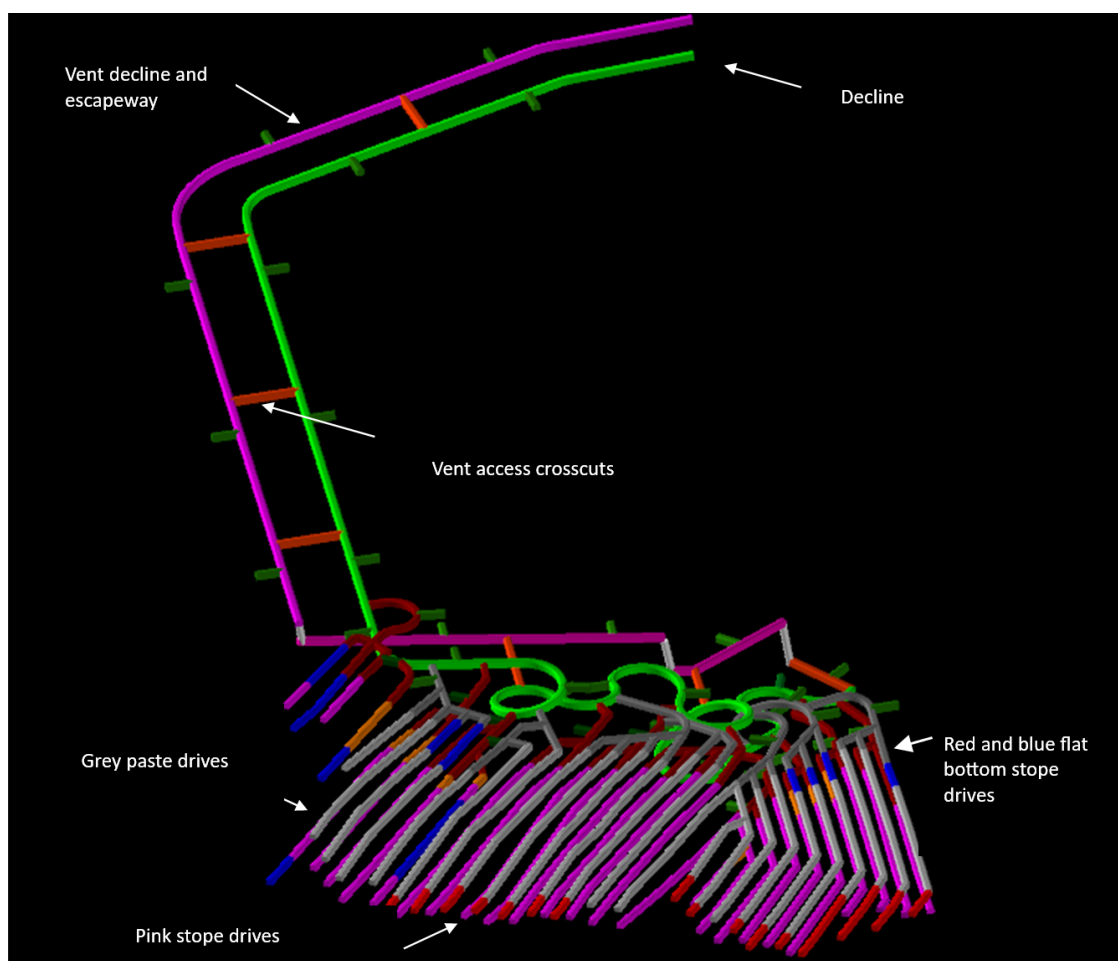 Vent decline and
escapeway
Decline
Vent access crosscuts
Grey paste drives
Red and blue flat
bottom stope
drives
Pink stope drives